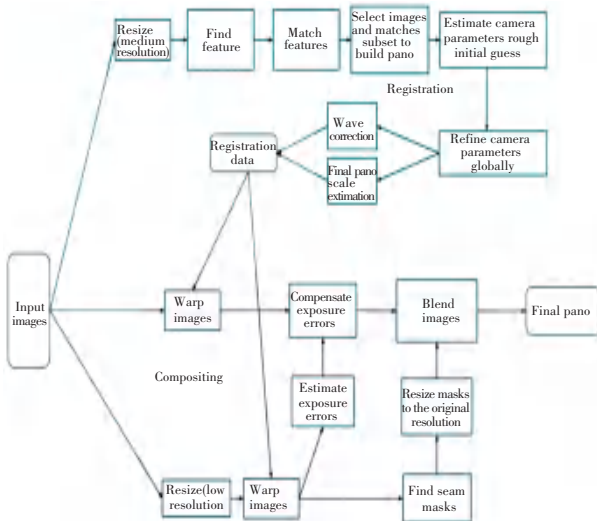 Resize
(medium
resolution)
Find
feature
Match
features
Select images
and matches
subset to
build pano
Estimate camera
parameters rough
initial guess
Registration
Registration
data
Wave
correction
Final pano
scale
extimation
Refine camera
parameters
globally
Input
images
Warp
images
Compensate
exposure
errors
Blend
images
Final pano
Compositing
Estimate
exposure
errors
Resize masks
to the original
resolution
Resize(low
resolution
Warp
images
Find seam
masks